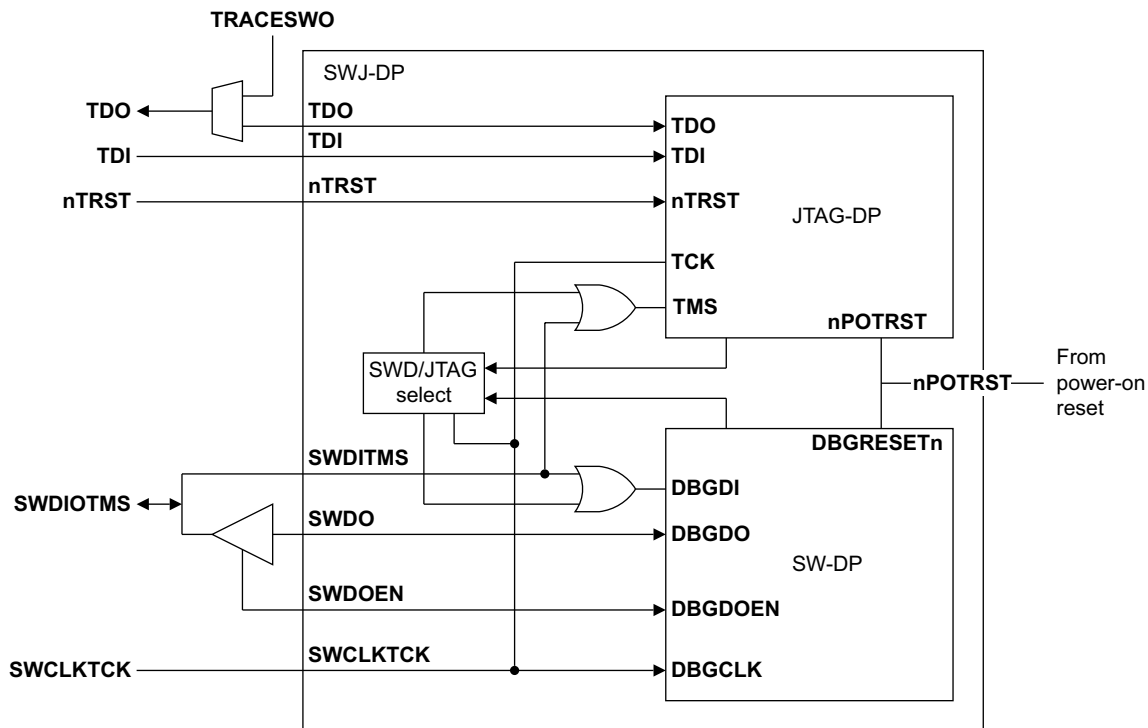 TRACESWO
SWJ-DP
TDO
TDO
TDO
TDI
TDI
TDI
nTRST
nTRST
nTRST
JTAG-DP
TCK
TMS
nPOTRST
SWD/JTAG
select
nPOTRST
From
power-on
reset
DBGRESETn
SWDITMS
DBGDI
SWDIOTMS
SWDO
DBGDO
SW-DP
SWDOEN
DBGDOEN
SWCLKTCK
SWCLKTCK
DBGCLK